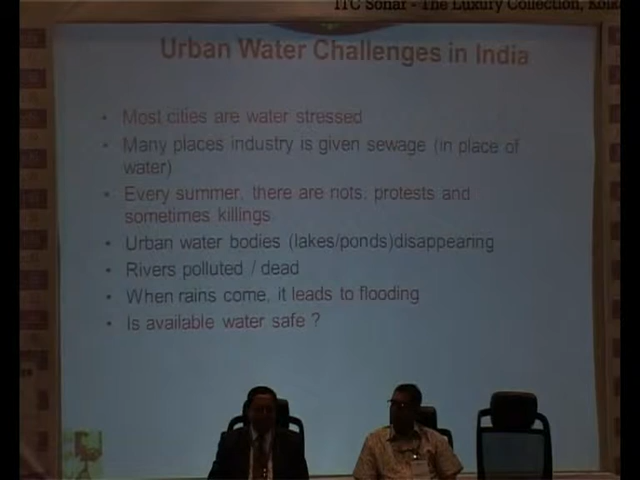 ITC Sonar - The Luxury Collection, Kolk
Urban Water Challenges in India
• Most cities are water stressed
• Many places industry is given sewage (in place of
water)
• Every summer, there are riots, protests and
sometimes killings.
• Urban water bodies (lakes/ponds)disappearing
• Rivers polluted / dead
• When rains come, it leads to flooding
• Is available water safe ?